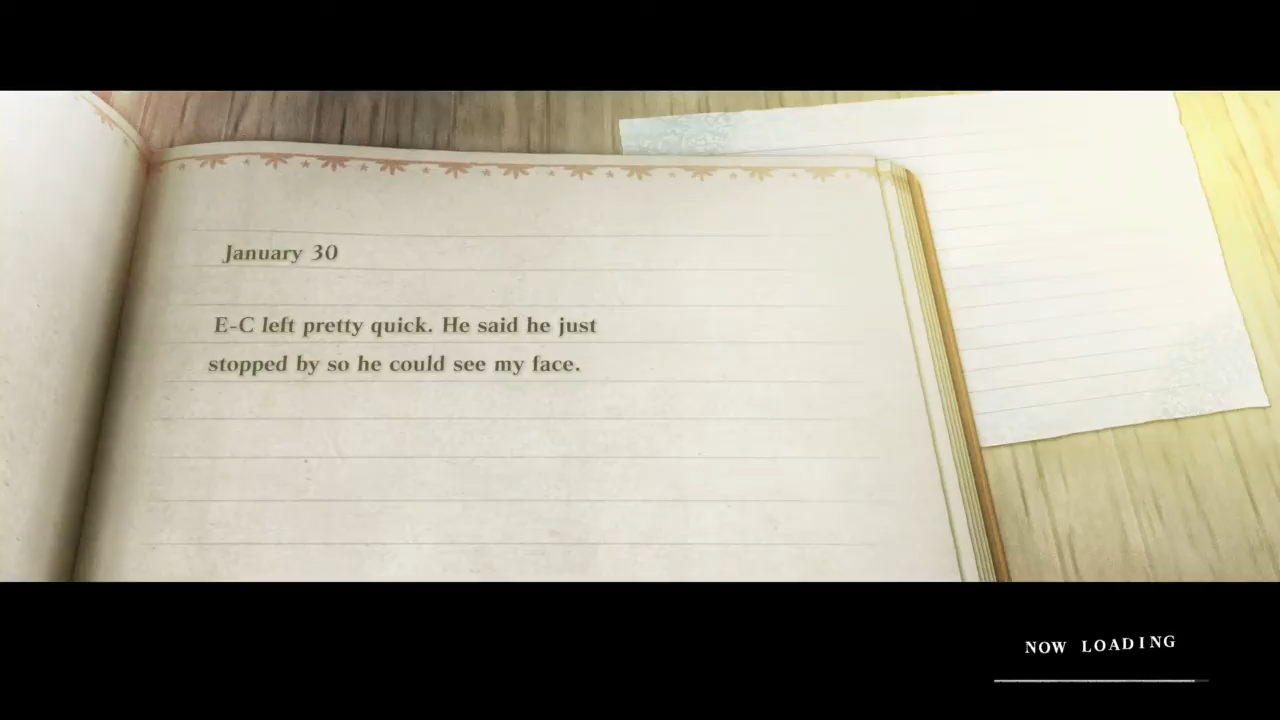 January 30
E-C left pretty quick. He said he just
stopped by so he could see my face.
NOW LOADING